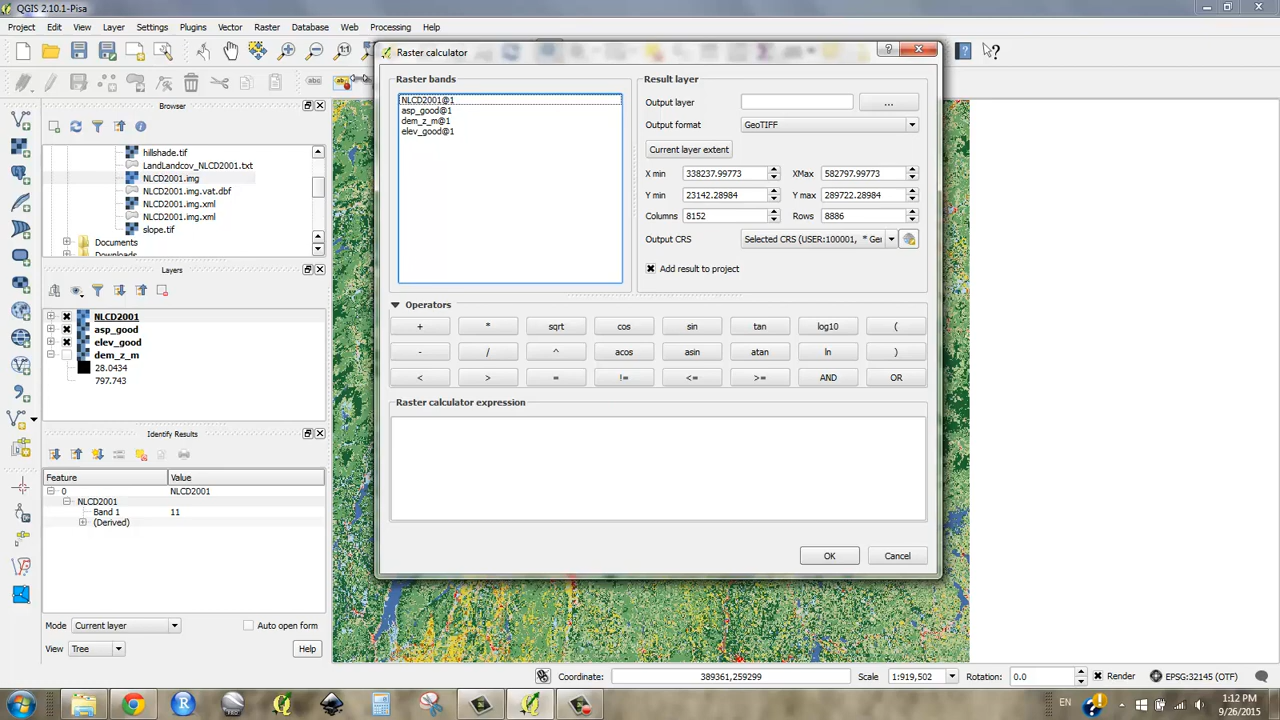 QGIS 2.10.1-Pisa
Project Edit View Layer Settings Plugins Vector Raster Database Web Processing Help
Raster calculator
Browser
hillshade.tif
LandLandcov_NLCD2001.txt
NLCD2001.img
NLCD2001.img.vat.dbf
NLCD2001.img.xml
NLCD2001.img.xml
slope.tif
Documents
Downloads
Layers
NLCD2001
asp_good
elev_good
dem_z_m
28.0434
797.743
Identify Results
Feature Value
0 NLCD2001
NLCD2001
Band 1 11
(Derived)
Mode Current layer Auto open form
View Tree Help
Raster bands
NLCD2001@1
asp_good@1
dem_z_m@1
elev_good@1
Result layer
Output layer ...
Output format GeoTIFF
Current layer extent
X min 338237.99773 XMax 582797.99773
Y min 23142.28984 Y max 289722.28984
Columns 8152 Rows 8886
Output CRS Selected CRS (USER:100001, * Ge
Add result to project
Operators
+ * sqrt cos sin tan log10 (
- / ^ acos asin atan ln )
< > = != <= >= AND OR
Raster calculator expression
OK Cancel
Coordinate: 389361,259299 Scale 1:919,502 Rotation: 0.0 Render EPSG:32145 (OTF)
EN 1:12 PM
9/26/2015